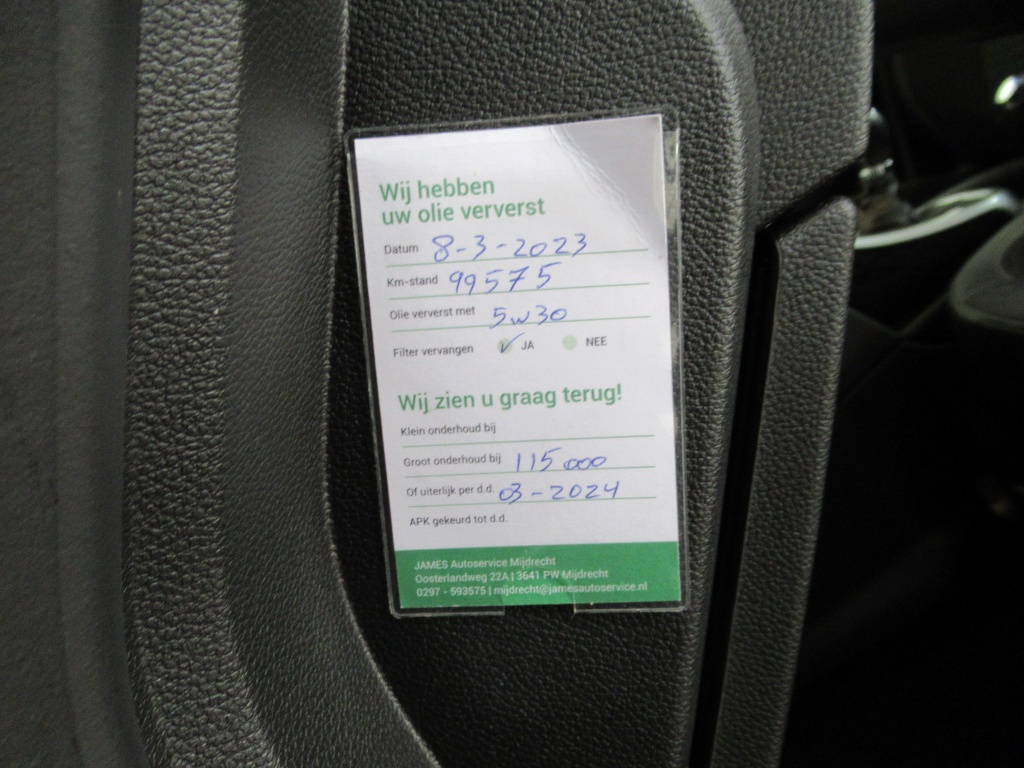 Wij hebben
uw olie ververst
Datum 8-3-2023
Km-stand 99575
Olie ververst met 5w30
Filter vervangen JA NEE
Wij zien u graag terug!
Klein onderhoud bij
Groot onderhoud bij 115.000
Of uiterlijk per d.d. 03-2024
APK gekeurd tot d.d.
JAMES Autoservice Mijdrecht
Oosterlandweg 22A | 3641 PW Mijdrecht
0297 - 593575 | mijdrecht@jamesautoservice.nl